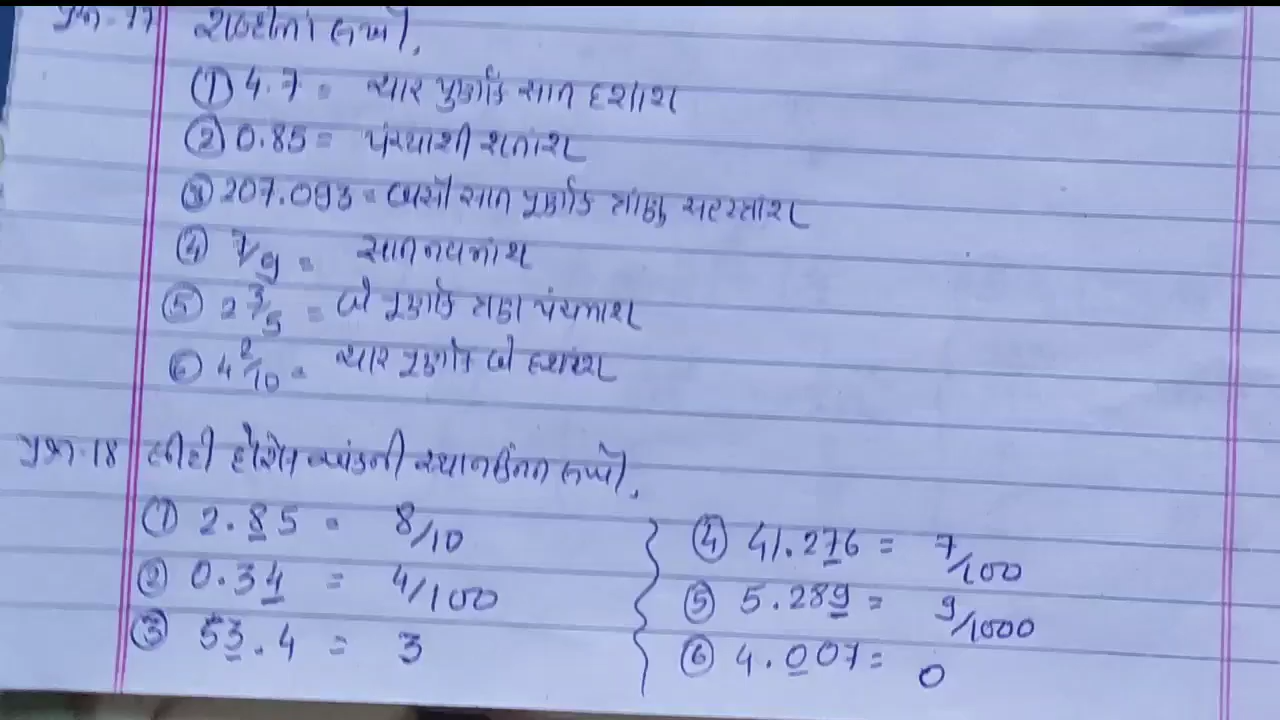 પ્રશ્ન-17 શબ્દોમાં લખો.
(1) 4.7 = ચાર પુર્ણાંક સાત દશાંશ
(2) 0.85 = પંચ્યાશી શતાંશ
(3) 207.093 = બસો સાત પુર્ણાંક ત્રાણુ સહસ્ત્રાંશ
(4) 7/9 = સાત નવમાંશ
(5) 2 3/5 = બે પુર્ણાંક ત્રણ પંચમાંશ
(6) 4 2/10 = ચાર પુર્ણાંક બે દશાંશ
પ્રશ્ન-18 લીટી દોરેલ અંકની સ્થાનકિંમત લખો.
(1) 2.85 = 8/10
(2) 0.34 = 4/100
(3) 53.4 = 3
(4) 41.276 = 7/100
(5) 5.289 = 9/1000
(6) 4.007 = 0